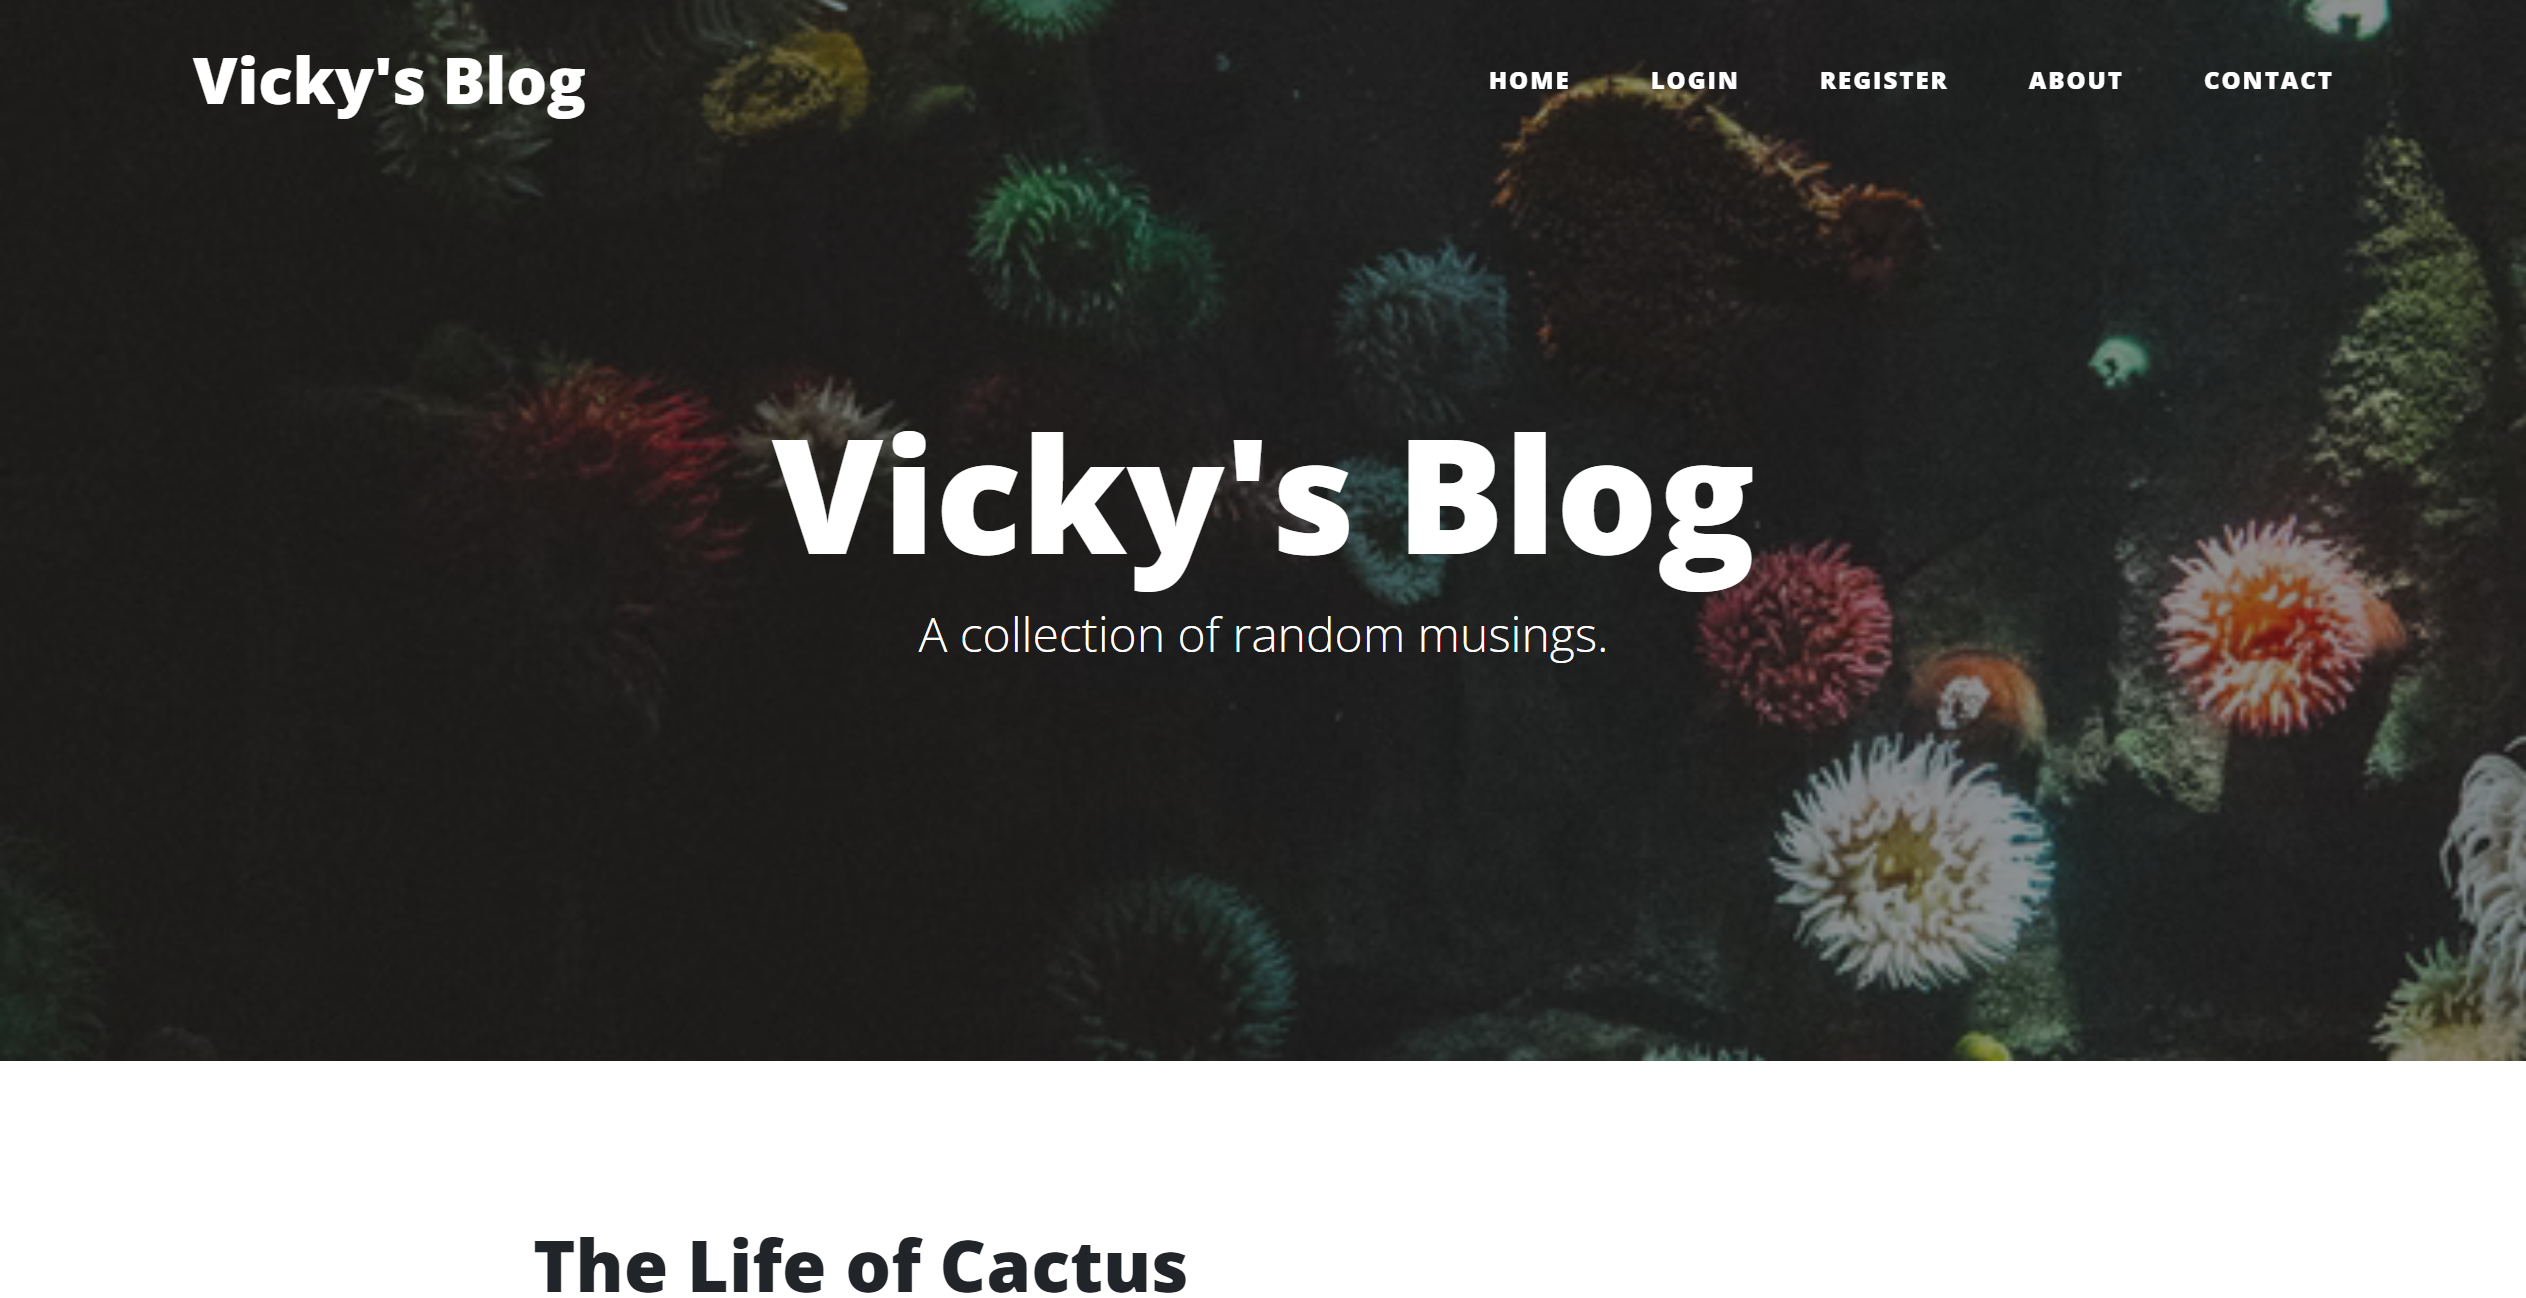 Vicky's Blog
HOME LOGIN REGISTER ABOUT CONTACT
Vicky's Blog
A collection of random musings.
The Life of Cactus